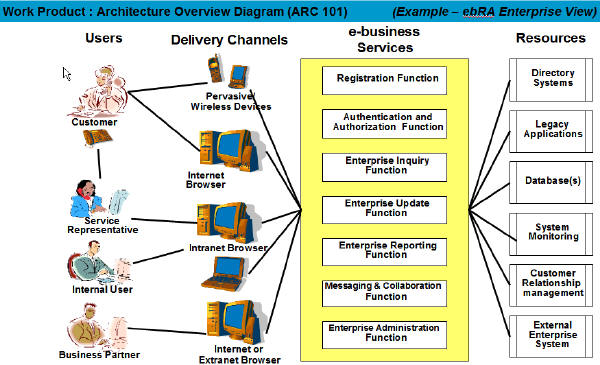 Work Product : Architecture Overview Diagram (ARC 101)
(Example – ebRA Enterprise View)
Users
Delivery Channels
e-business
Services
Resources
Customer
Service
Representative
Internal User
Business Partner
Pervasive/
Wireless Devices
Internet
Browser
Intranet Browser
Internet or
Extranet Browser
Registration Function
Authentication and
Authorization Function
Enterprise Inquiry
Function
Enterprise Update
Function
Enterprise Reporting
Function
Messaging & Collaboration
Function
Enterprise Administration
Function
Directory
Systems
Legacy
Applications
Database(s)
System
Monitoring
Customer
Relationship
management
External
Enterprise
System